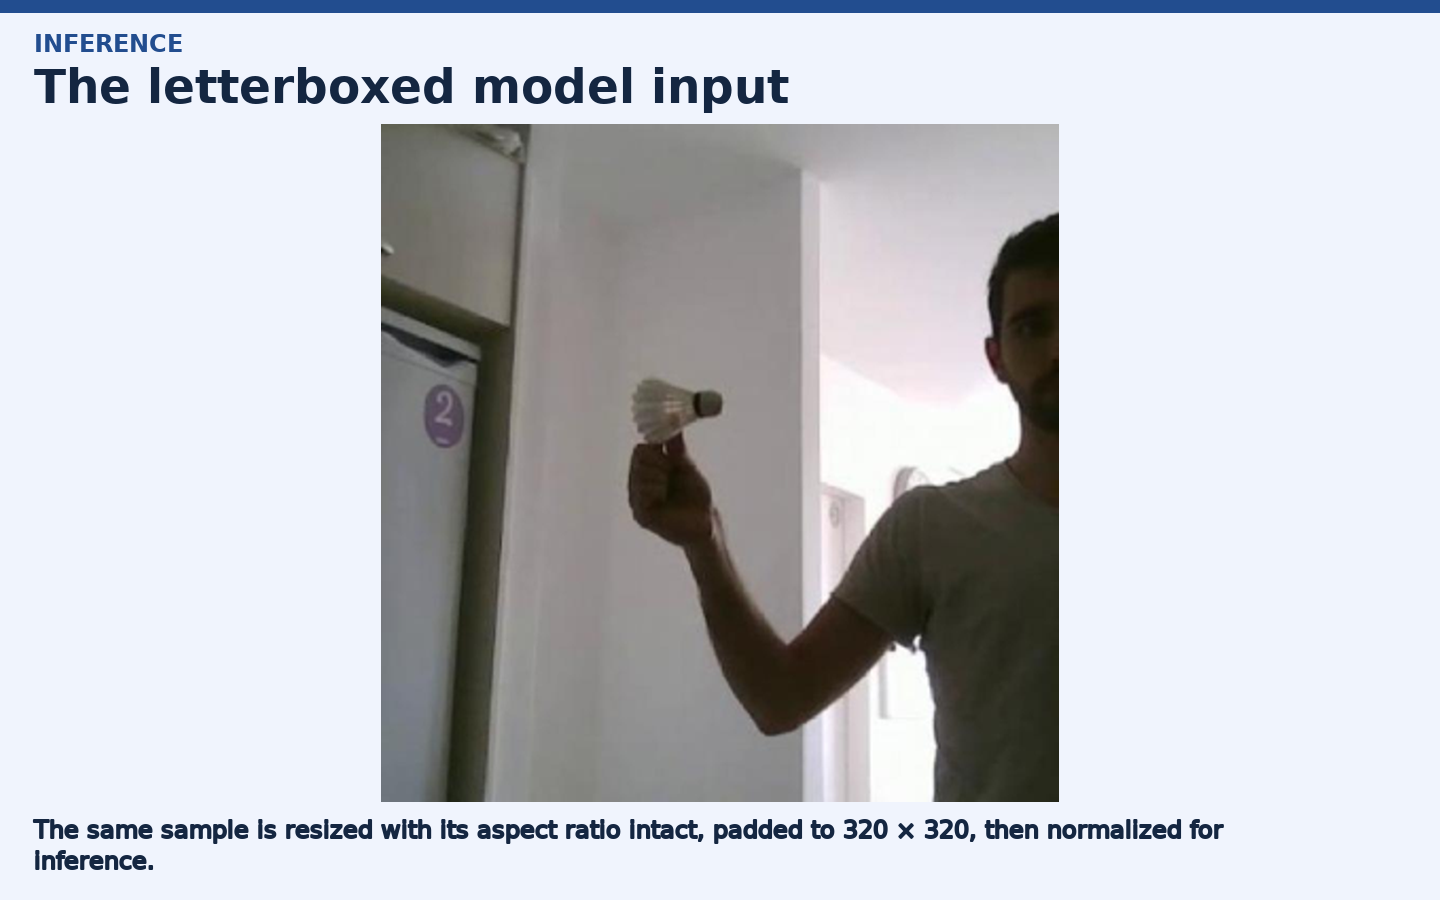 INFERENCE
The letterboxed model input
2
The same sample is resized with its aspect ratio intact, padded to 320 × 320, then normalized for
inference.